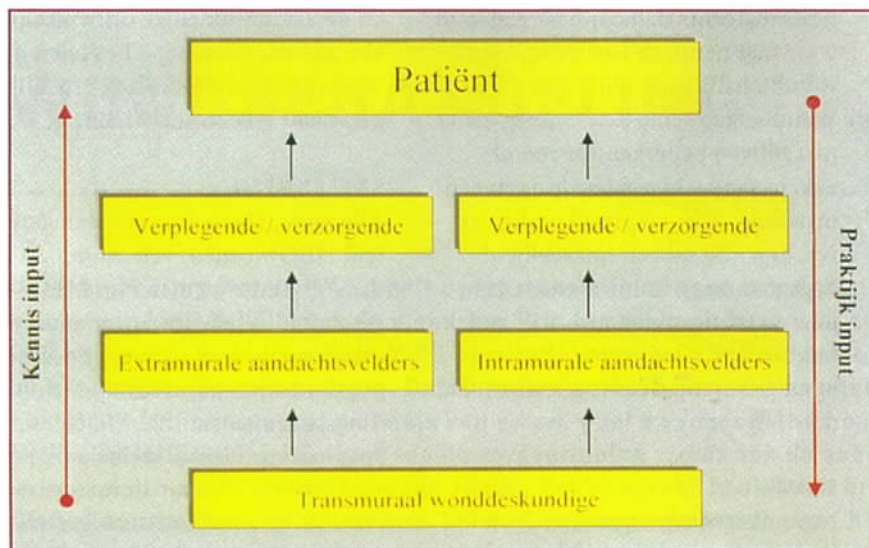 Patiënt
Verplegende / verzorgende
Verplegende / verzorgende
Kennis input
Praktijk input
Extramurale aandachtsvelders
Intramurale aandachtsvelders
Transmuraal wonddeskundige